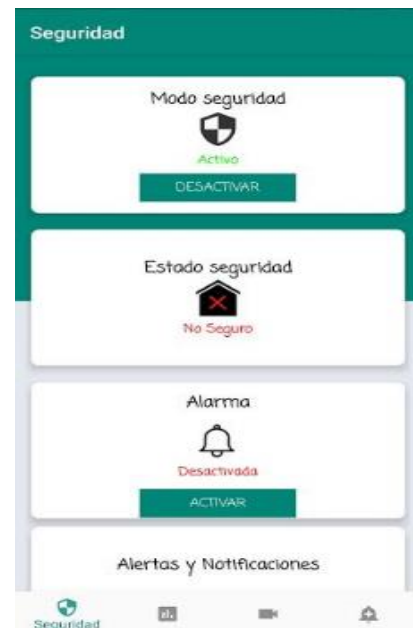 Seguridad
Modo seguridad
Activo
DESACTIVAR
Estado seguridad
No Seguro
Alarma
Desactivada
ACTIVAR
Alertas y Notificaciones
Seguridad